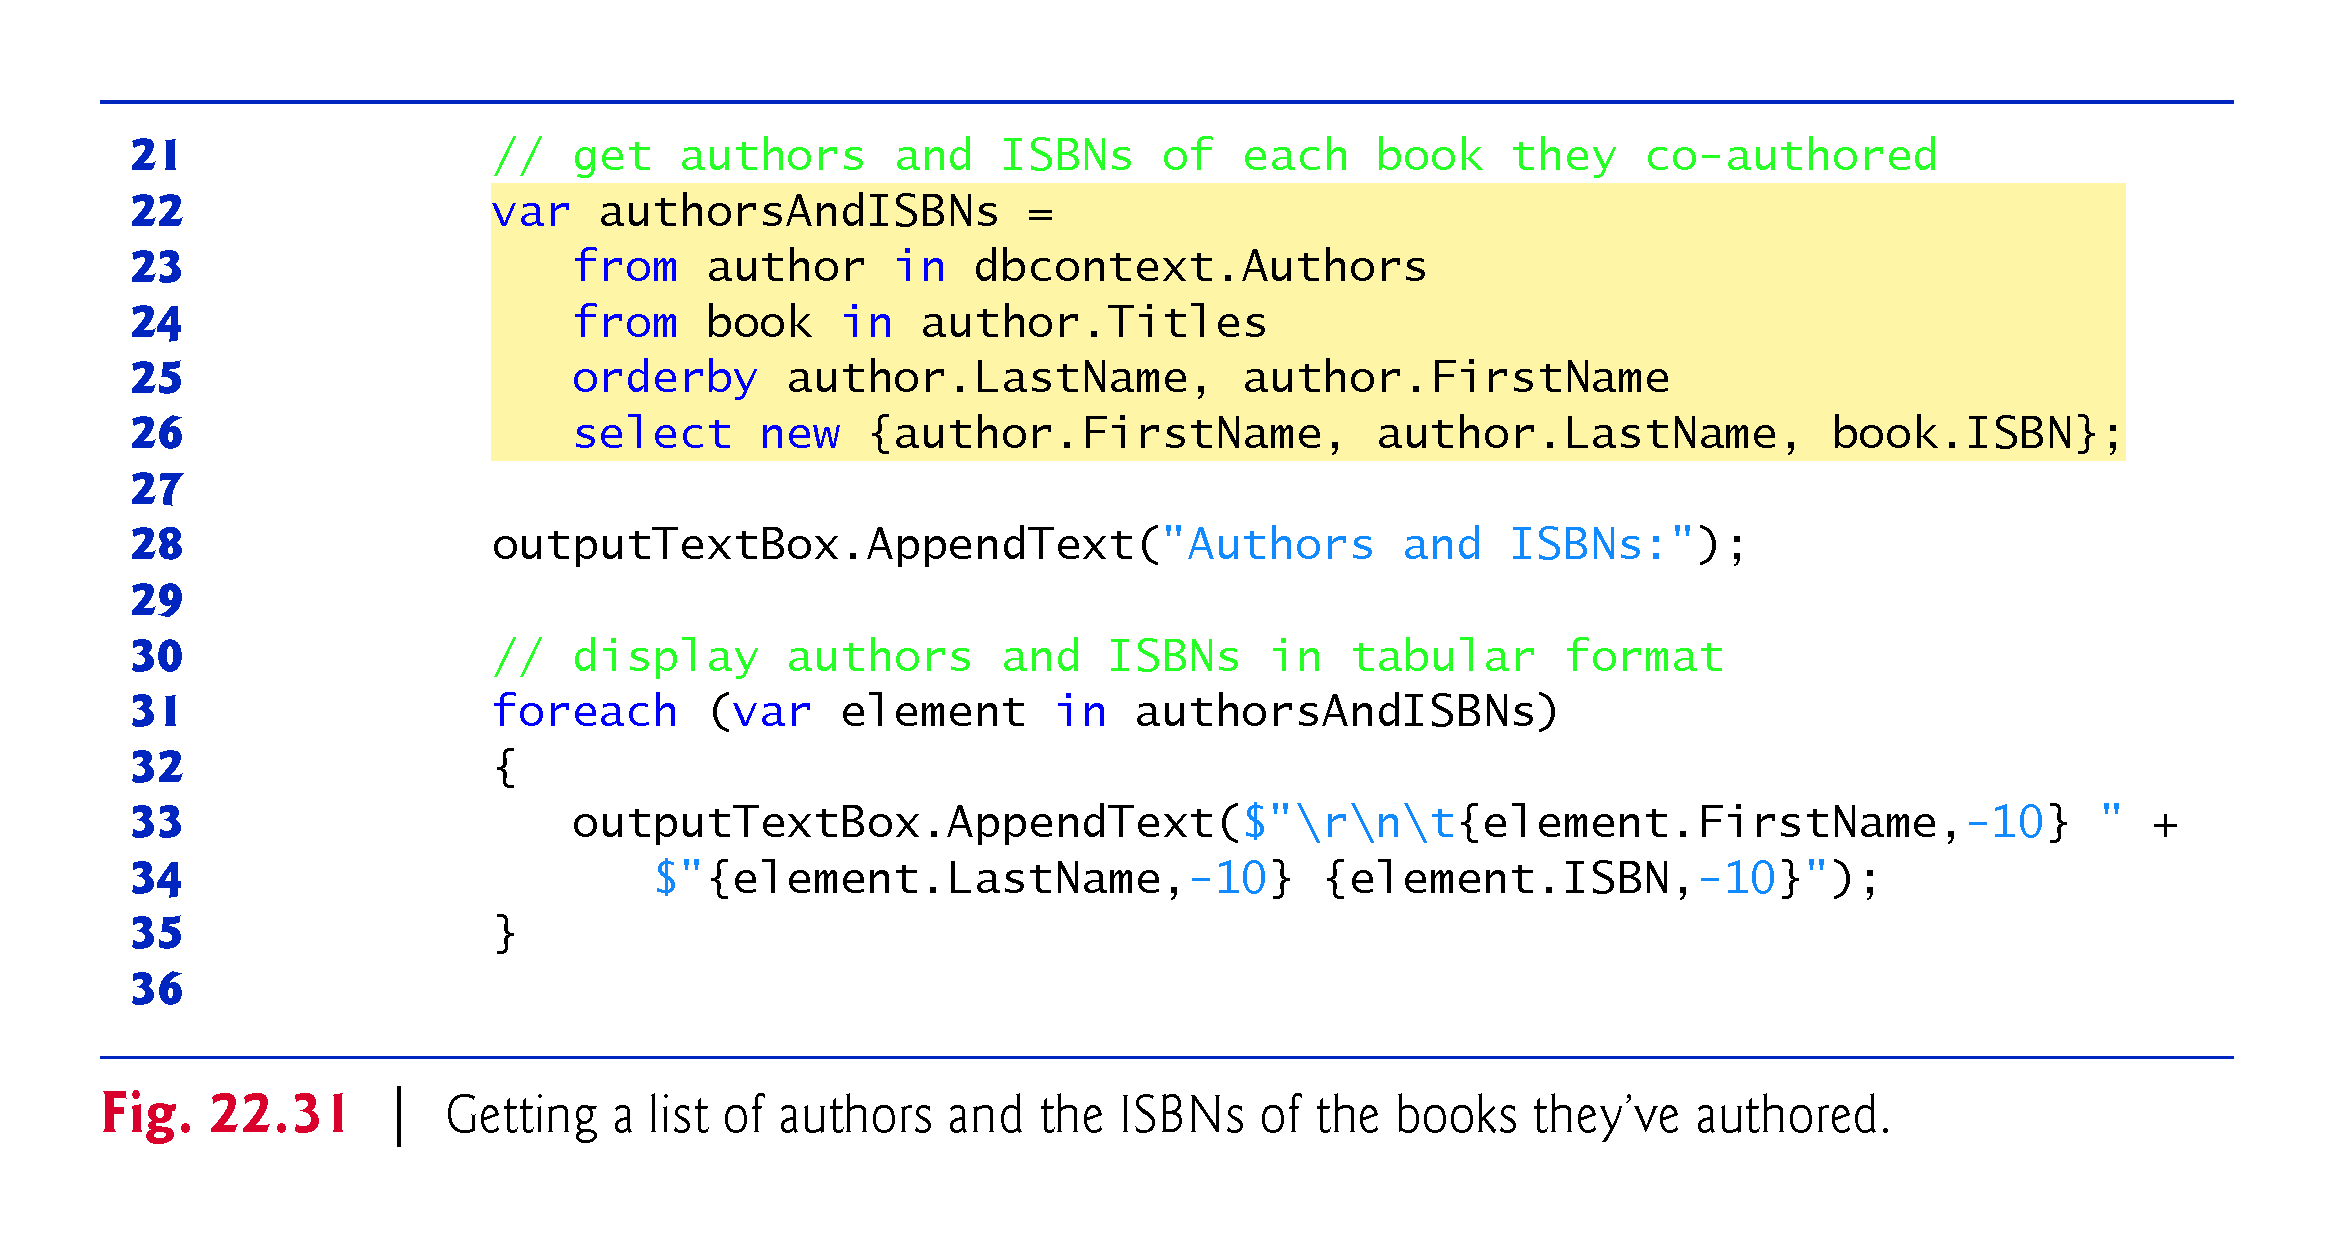 21 // get authors and ISBNs of each book they co-authored
22 var authorsAndISBNs =
23    from author in dbcontext.Authors
24    from book in author.Titles
25    orderby author.LastName, author.FirstName
26    select new {author.FirstName, author.LastName, book.ISBN};
27
28 outputTextBox.AppendText("Authors and ISBNs:");
29
30 // display authors and ISBNs in tabular format
31 foreach (var element in authorsAndISBNs)
32 {
33    outputTextBox.AppendText($"\r\n\t{element.FirstName,-10} " +
34       $"{element.LastName,-10} {element.ISBN,-10}");
35 }
36
Fig. 22.31 | Getting a list of authors and the ISBNs of the books they’ve authored.